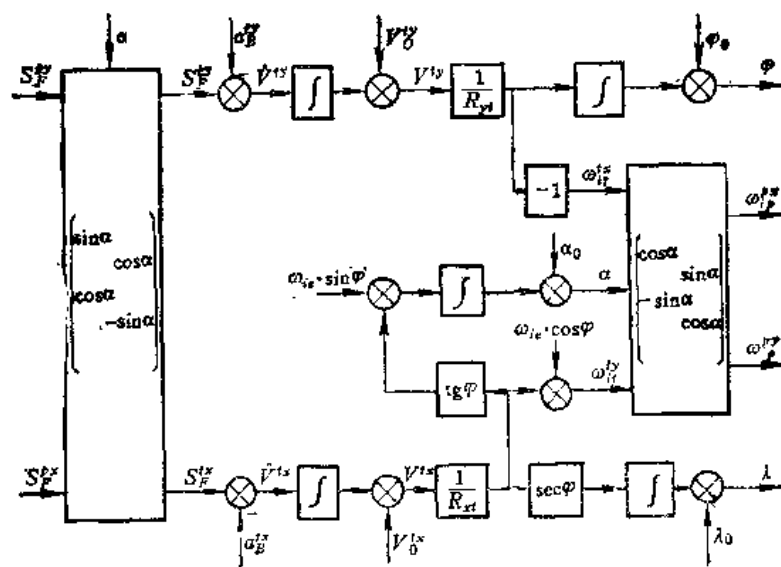 α
a_B^{ty}
V_0^{ty}
φ_0
S_F^{py}
S_F^{ty}
V̇^{ty}
∫
V^{ty}
1
R_{yt}
∫
φ
-1
ω_{it}^{tx}
ω_{ip}^{px}
sinα
cosα
cosα
-sinα
α_0
cosα
sinα
-sinα
cosα
ω_{ie}·sinφ
∫
α
ω_{ie}·cosφ
tgφ
ω_{it}^{ty}
ω_{ip}^{py}
S_F^{px}
S_F^{tx}
V̇^{tx}
∫
V^{tx}
1
R_{xt}
secφ
∫
λ
a_B^{tx}
V_0^{tx}
λ_0